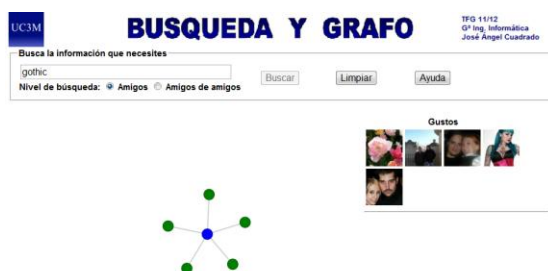 UC3M
BUSQUEDA Y GRAFO
TFG 11/12
Gº Ing. Informática
José Ángel Cuadrado
Busca la información que necesites
gothic
Buscar
Limpiar
Ayuda
Nivel de búsqueda: Amigos Amigos de amigos
Gustos